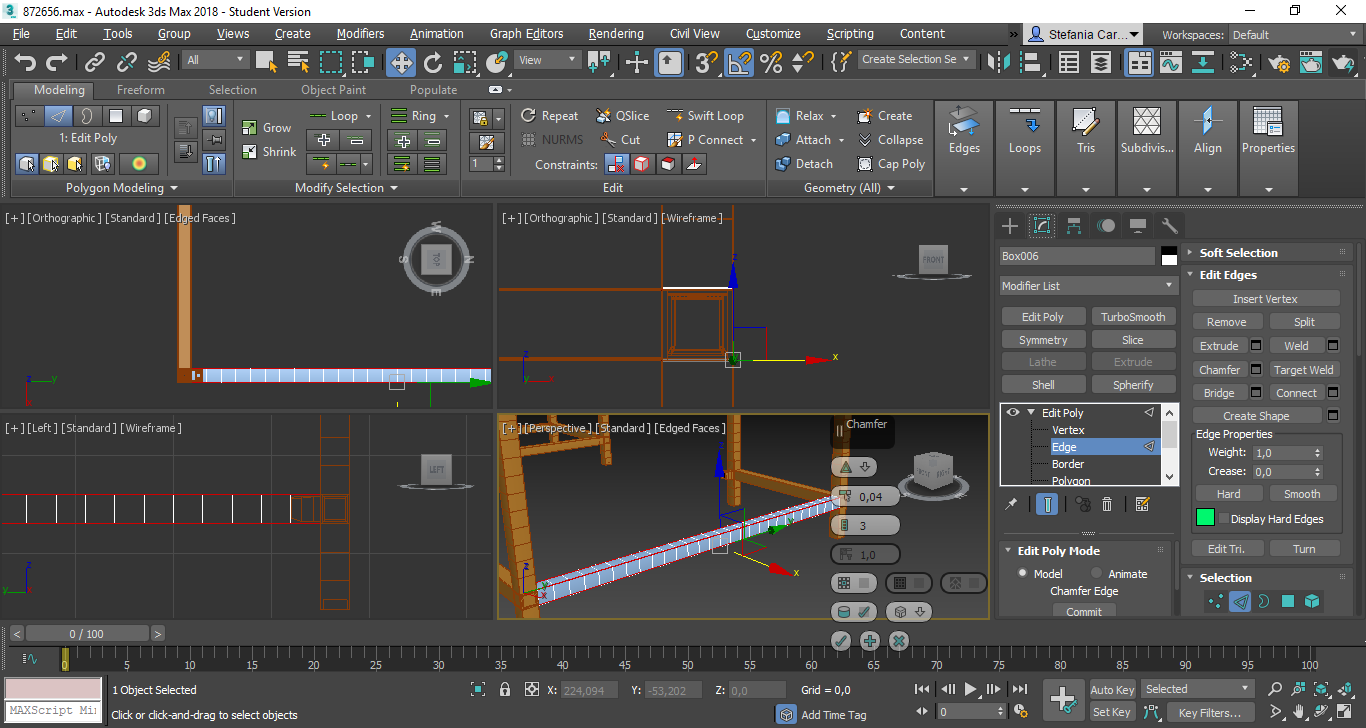 872656.max - Autodesk 3ds Max 2018 - Student Version
File Edit Tools Group Views Create Modifiers Animation Graph Editors Rendering Civil View Customize Scripting Content » Stefania Car... Workspaces: Default
All View Create Selection Se
Modeling Freeform Selection Object Paint Populate
Loop Ring Repeat QSlice Swift Loop Relax Create
1: Edit Poly Grow NURMS Cut P Connect Attach Collapse Edges Loops Tris Subdivis... Align Properties
Shrink 1 Constraints: Detach Cap Poly
Polygon Modeling Modify Selection Edit Geometry (All)
[+] [Orthographic] [Standard] [Edged Faces]
[+] [Orthographic] [Standard] [Wireframe]
TOP W S N E
FRONT
z y x
[+] [Left] [Standard] [Wireframe]
LEFT
[+] [Perspective] [Standard] [Edged Faces]
Chamfer
0,04
3
1,0
RIGHT
Box006
Modifier List
Edit Poly TurboSmooth
Symmetry Slice
Lathe Extrude
Shell Spherify
Edit Poly
Vertex
Edge
Border
Polygon
Edit Poly Mode
Model Animate
Chamfer Edge
Commit
Soft Selection
Edit Edges
Insert Vertex
Remove Split
Extrude Weld
Chamfer Target Weld
Bridge Connect
Create Shape
Edge Properties
Weight: 1,0
Crease: 0,0
Hard Smooth
Display Hard Edges
Edit Tri. Turn
Selection
< 0 / 100 >
0 5 10 15 20 25 30 35 40 45 50 55 60 65 70 75 80 85 90 95 100
1 Object Selected X: 224,094 Y: -53,202 Z: 0,0 Grid = 0,0 Auto Key Selected
MAXScript Mi Click or click-and-drag to select objects Add Time Tag 0 Set Key Key Filters...